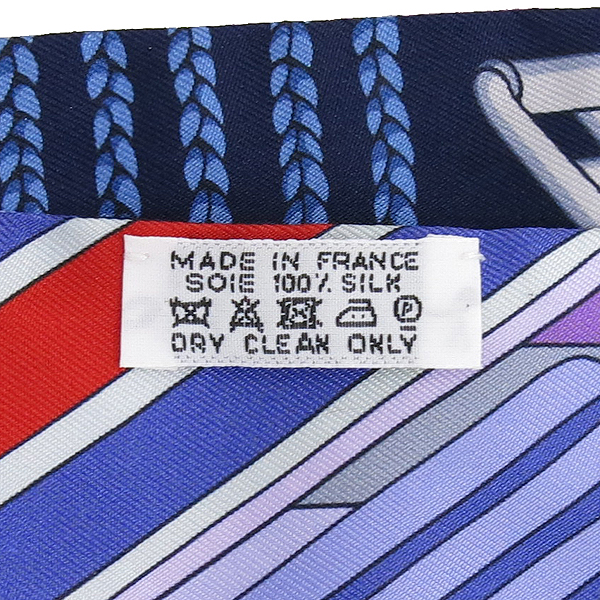 MADE IN FRANCE
SOIE 100% SILK
P
DRY CLEAN ONLY